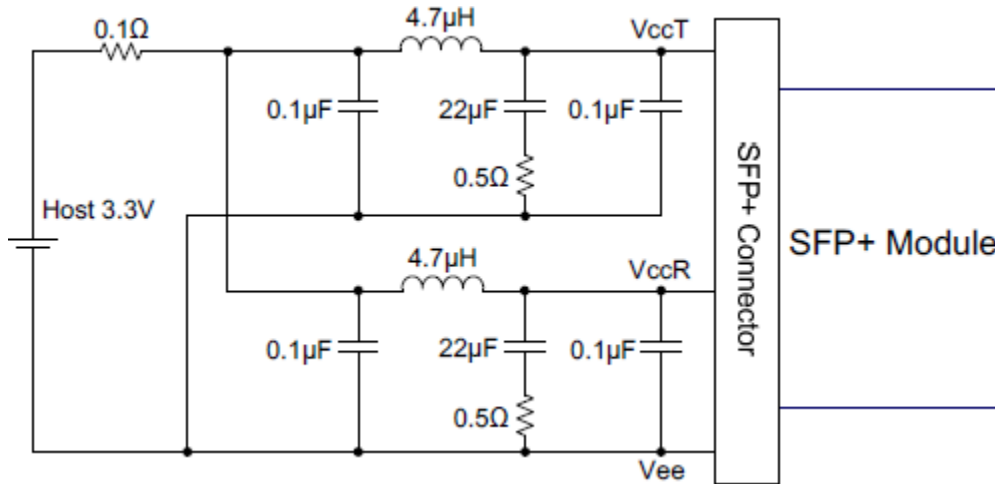 4.7µH
VccT
0.1Ω
0.1µF
22µF
0.1µF
0.5Ω
Host 3.3V
4.7µH
VccR
0.1µF
22µF
0.1µF
0.5Ω
Vee
SFP+ Connector
SFP+ Module